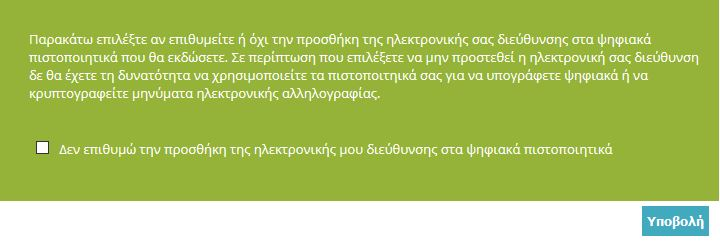 Παρακάτω επιλέξτε αν επιθυμείτε ή όχι την προσθήκη της ηλεκτρονικής σας διεύθυνσης στα ψηφιακά
πιστοποιητικά που θα εκδώσετε. Σε περίπτωση που επιλέξετε να μην προστεθεί η ηλεκτρονική σας διεύθυνση
δε θα έχετε τη δυνατότητα να χρησιμοποιείτε τα πιστοποιητηικά σας για να υπογράφετε ψηφιακά ή να
κρυπτογραφείτε μηνύματα ηλεκτρονικής αλληλογραφίας.
Δεν επιθυμώ την προσθήκη της ηλεκτρονικής μου διεύθυνσης στα ψηφιακά πιστοποιητικά
Υποβολή